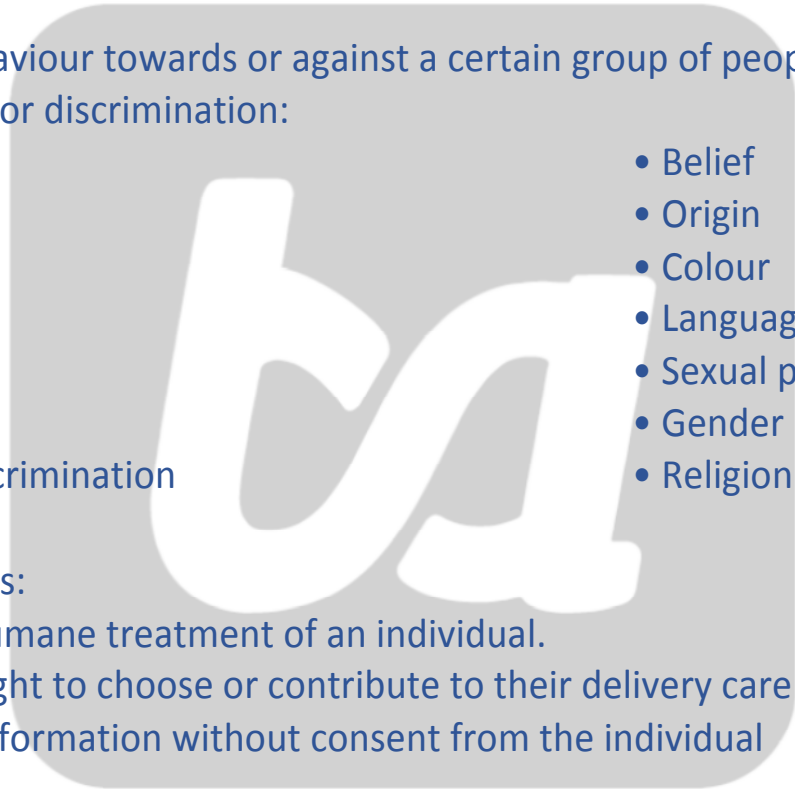 aviour towards or against a certain group of peop
or discrimination:
• Belief
• Origin
• Colour
• Languag
• Sexual p
• Gender
crimination
• Religion
s:
umane treatment of an individual.
ght to choose or contribute to their delivery care
nformation without consent from the individual